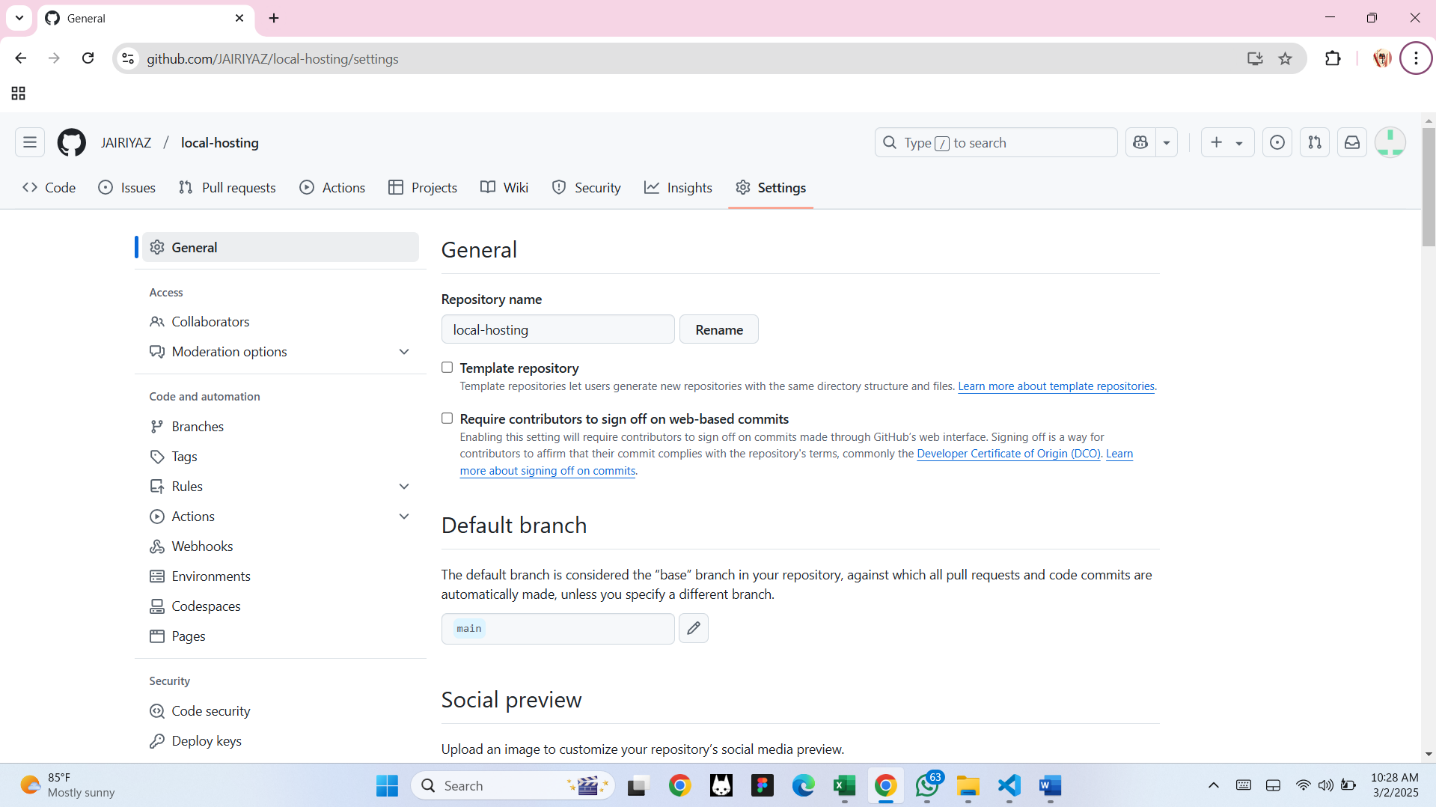 General
github.com/JAIRIYAZ/local-hosting/settings
JAIRIYAZ / local-hosting
Type / to search
Code Issues Pull requests Actions Projects Wiki Security Insights Settings
General
Access
Collaborators
Moderation options
Code and automation
Branches
Tags
Rules
Actions
Webhooks
Environments
Codespaces
Pages
Security
Code security
Deploy keys
General
Repository name
local-hosting Rename
Template repository
Template repositories let users generate new repositories with the same directory structure and files. Learn more about template repositories.
Require contributors to sign off on web-based commits
Enabling this setting will require contributors to sign off on commits made through GitHub's web interface. Signing off is a way for
contributors to affirm that their commit complies with the repository's terms, commonly the Developer Certificate of Origin (DCO). Learn
more about signing off on commits.
Default branch
The default branch is considered the "base" branch in your repository, against which all pull requests and code commits are
automatically made, unless you specify a different branch.
main
Social preview
Upload an image to customize your repository's social media preview.
85°F
Mostly sunny
Search
63
10:28 AM
3/2/2025